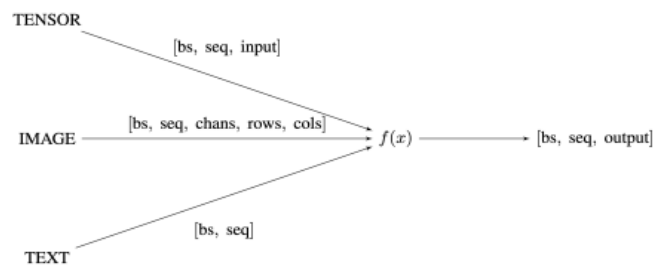 TENSOR
[bs, seq, input]
[bs, seq, chans, rows, cols]
IMAGE
f(x)
[bs, seq, output]
[bs, seq]
TEXT